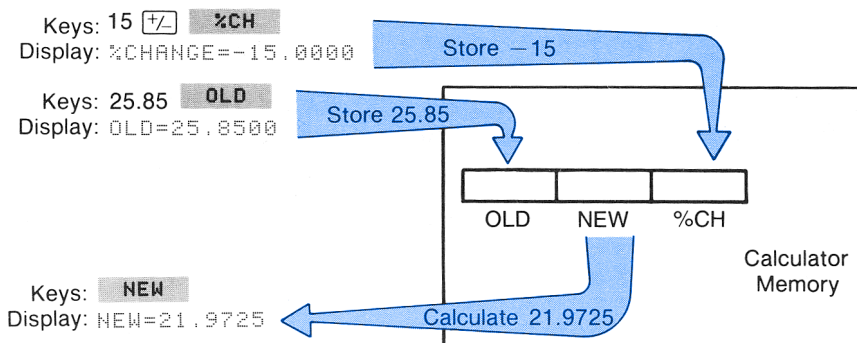 Keys: 15 +/− %CH
Display: %CHANGE=-15.0000
Store −15
Keys: 25.85 OLD
Display: OLD=25.8500
Store 25.85
OLD NEW %CH
Calculator
Memory
Keys: NEW
Display: NEW=21.9725
Calculate 21.9725